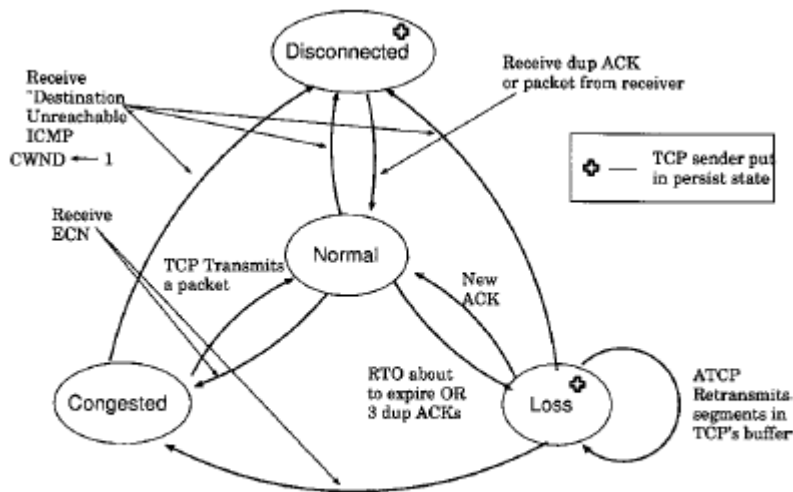 Disconnected
Receive
"Destination
Unreachable
ICMP
CWND ← 1
Receive dup ACK
or packet from receiver
TCP sender put
in persist state
Receive
ECN
Normal
TCP Transmits
a packet
New
ACK
RTO about
to expire OR
3 dup ACKs
Congested
Loss
ATCP
Retransmits
segments in
TCP's buffer